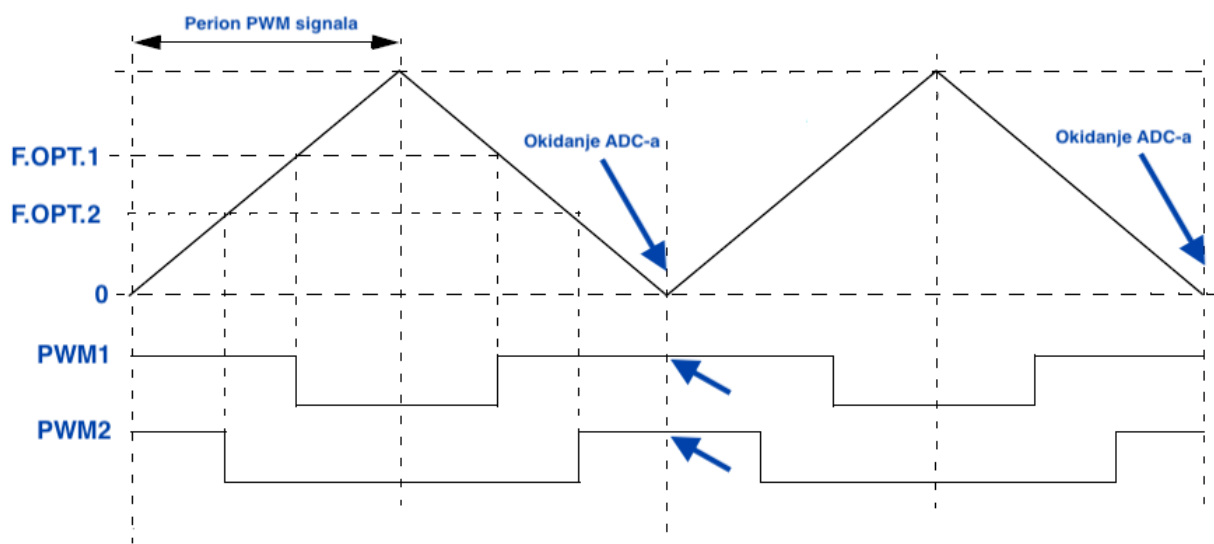 Perion PWM signala
Okidanje ADC-a
Okidanje ADC-a
F.OPT.1
F.OPT.2
0
PWM1
PWM2